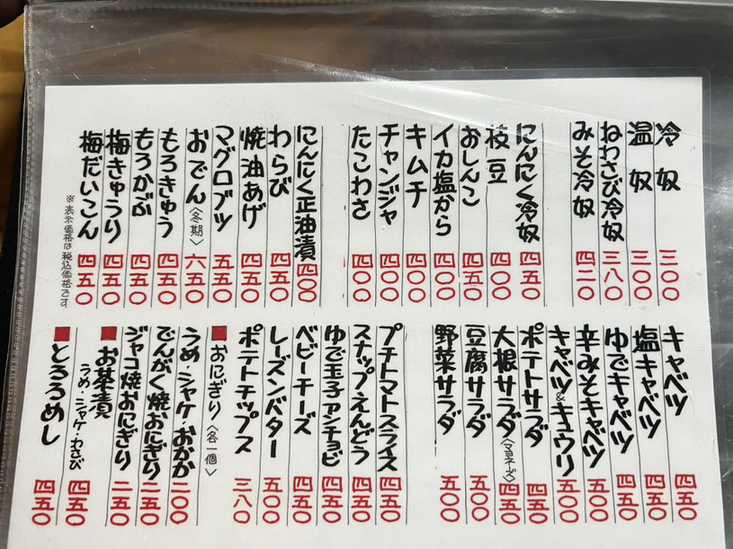 冷奴 三〇〇
温奴 三〇〇
ねわさび冷奴 三八〇
みそ冷奴 四二〇
にんにく冷奴 四五〇
枝豆 四〇〇
おしんこ 四五〇
イカ塩から 四〇〇
キムチ 四〇〇
チャンジャ 四〇〇
たこわさ 四〇〇
にんにく正油漬 四〇〇
わらび 四五〇
焼油あげ 四五〇
マグロブツ 五五〇
おでん〈冬期〉 六五〇
もろきゅう 四五〇
もろかぶ 四五〇
梅きゅうり 四五〇
梅だいこん 四五〇
※表示価格は税込価格です
キャベツ 四五〇
塩キャベツ 四五〇
ゆでキャベツ 四五〇
辛みそキャベツ 五〇〇
キャベツ&キュウリ 五〇〇
ポテトサラダ 四五〇
大根サラダ〈マヨネーズ〉 四五〇
豆腐サラダ 五〇〇
野菜サラダ 五〇〇
プチトマトスライス 四五〇
スナップえんどう 四五〇
ゆで玉子アンチョビ 四五〇
ベビーチーズ 四五〇
レーズンバター 五〇〇
ポテトチップス 三八〇
■おにぎり〈各一個〉
うめ・シャケ・おかか 二〇〇
でんがく焼おにぎり 二五〇
ジャコ焼おにぎり 二五〇
■お茶漬
うめ・シャケ・わさび 四五〇
■とろろめし 四五〇